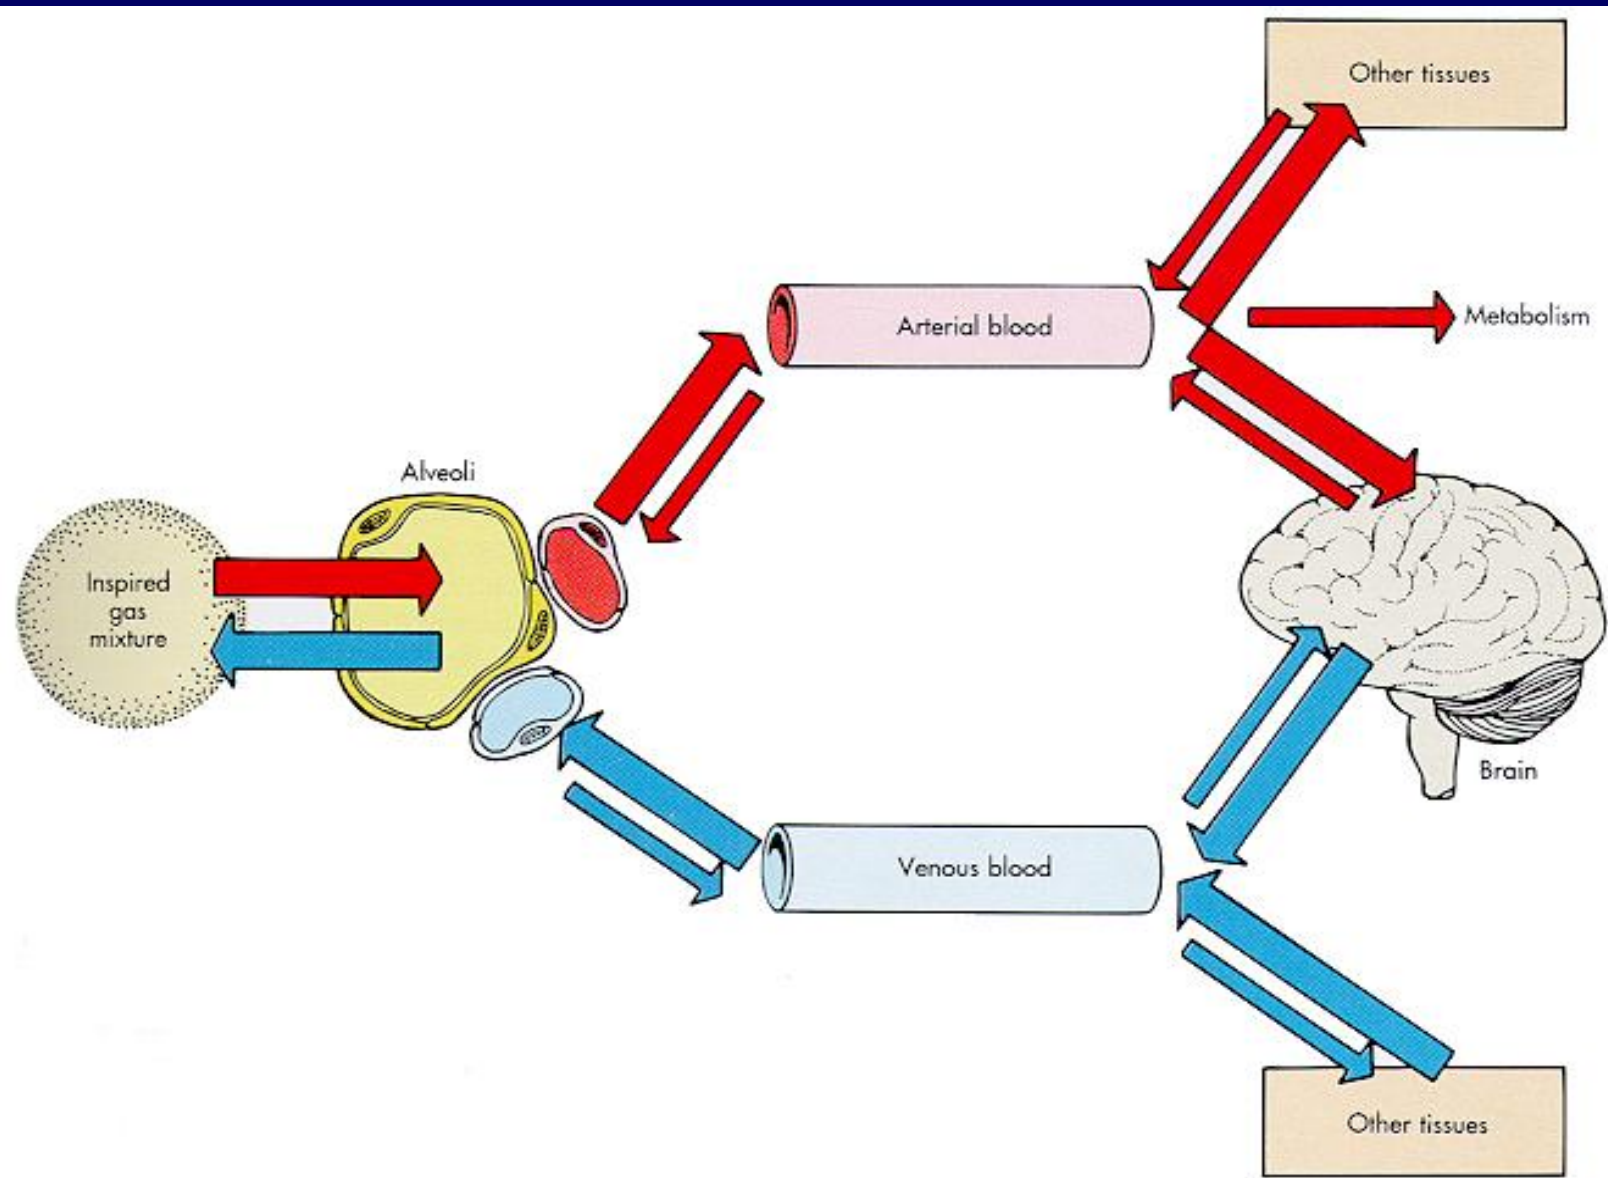 Other tissues
Arterial blood
Metabolism
Alveoli
Inspired
gas
mixture
Brain
Venous blood
Other tissues